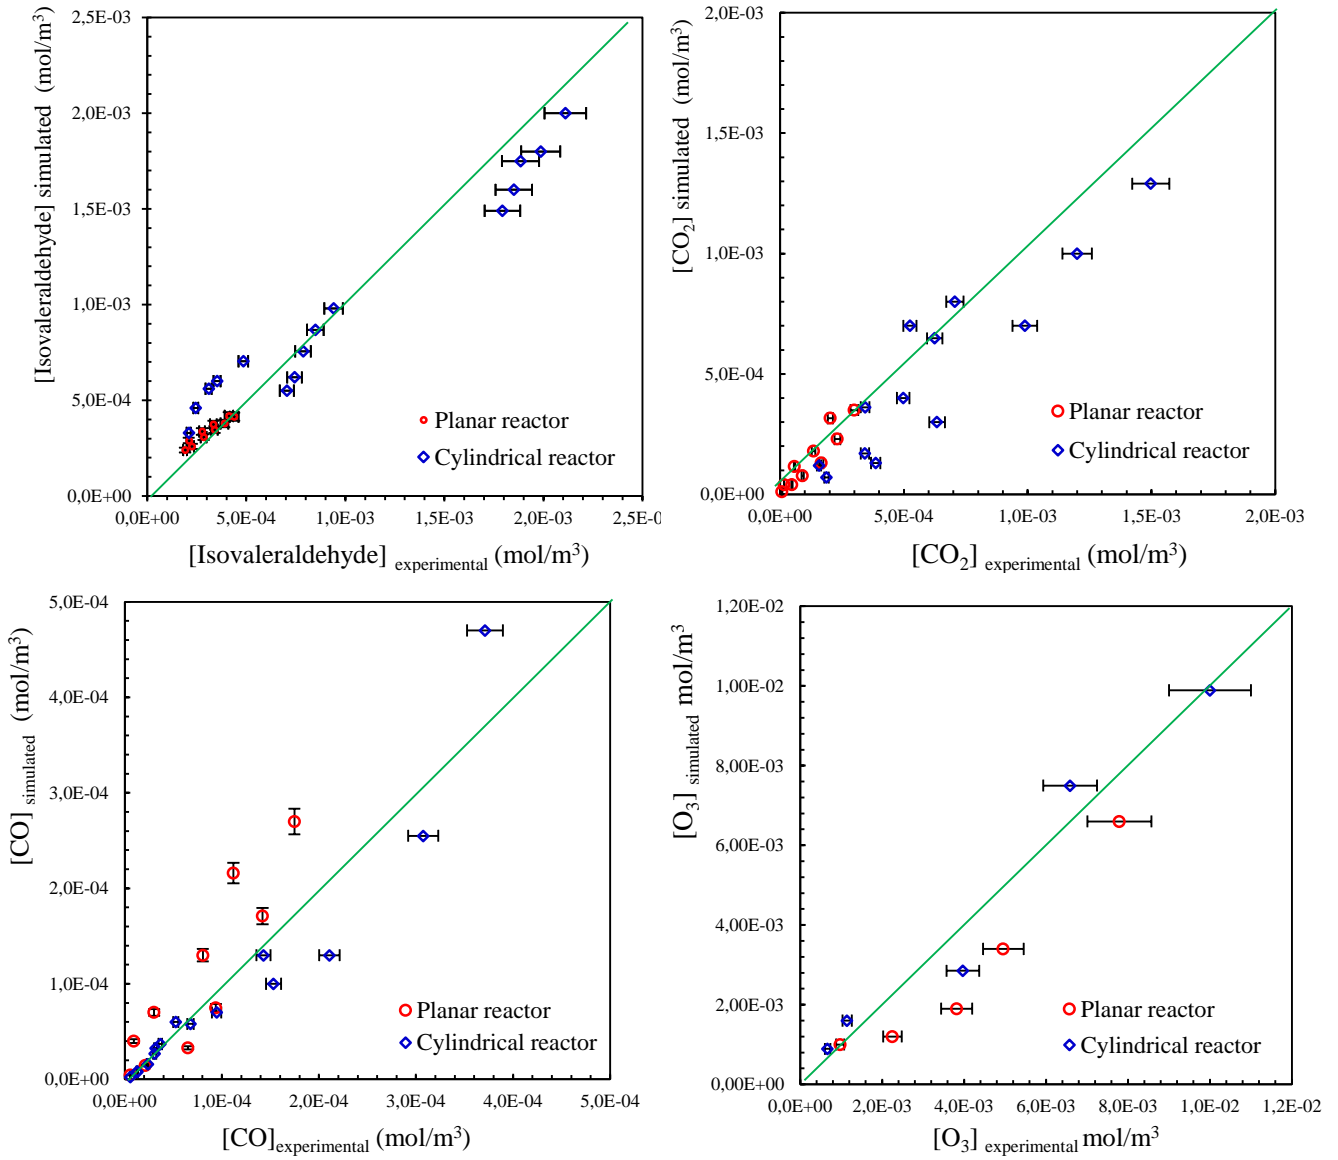 [Isovaleraldehyde] simulated (mol/m³)
2,5E-03
2,0E-03
1,5E-03
1,0E-03
5,0E-04
0,0E+00
Planar reactor
Cylindrical reactor
0,0E+00 5,0E-04 1,0E-03 1,5E-03 2,0E-03 2,5E-0
[Isovaleraldehyde] experimental (mol/m³)
[CO₂] simulated (mol/m³)
2,0E-03
1,5E-03
1,0E-03
5,0E-04
0,0E+00
Planar reactor
Cylindrical reactor
0,0E+00 5,0E-04 1,0E-03 1,5E-03 2,0E-03
[CO₂] experimental (mol/m³)
[CO] simulated (mol/m³)
5,0E-04
4,0E-04
3,0E-04
2,0E-04
1,0E-04
0,0E+00
Planar reactor
Cylindrical reactor
0,0E+00 1,0E-04 2,0E-04 3,0E-04 4,0E-04 5,0E-04
[CO]experimental (mol/m³)
[O₃] simulated mol/m³
1,20E-02
1,00E-02
8,00E-03
6,00E-03
4,00E-03
2,00E-03
0,00E+00
Planar reactor
Cylindrical reactor
0,0E+00 2,0E-03 4,0E-03 6,0E-03 8,0E-03 1,0E-02 1,2E-02
[O₃] experimental mol/m³